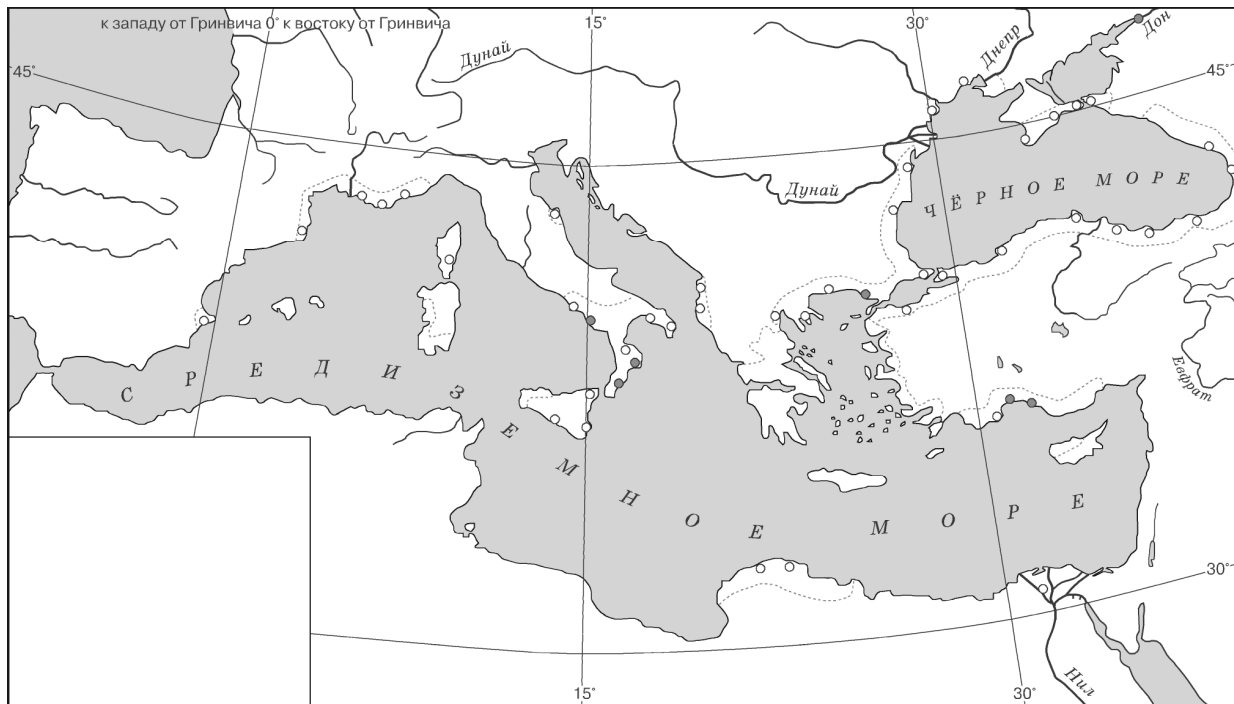 к западу от Гринвича 0° к востоку от Гринвича
15°
30°
Дон
Днепр
Дунай
45°
45°
Дунай
ЧЁРНОЕ МОРЕ
Евфрат
СРЕДИЗЕМНОЕ МОРЕ
30°
Нил
15°
30°